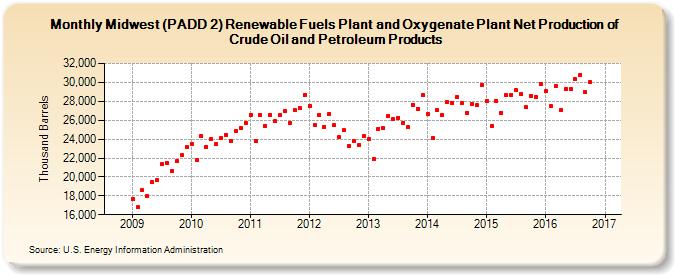 Monthly Midwest (PADD 2) Renewable Fuels Plant and Oxygenate Plant Net Production of
Crude Oil and Petroleum Products
Thousand Barrels
32,000
30,000
28,000
26,000
24,000
22,000
20,000
18,000
16,000
2009 2010 2011 2012 2013 2014 2015 2016 2017
Source: U.S. Energy Information Administration